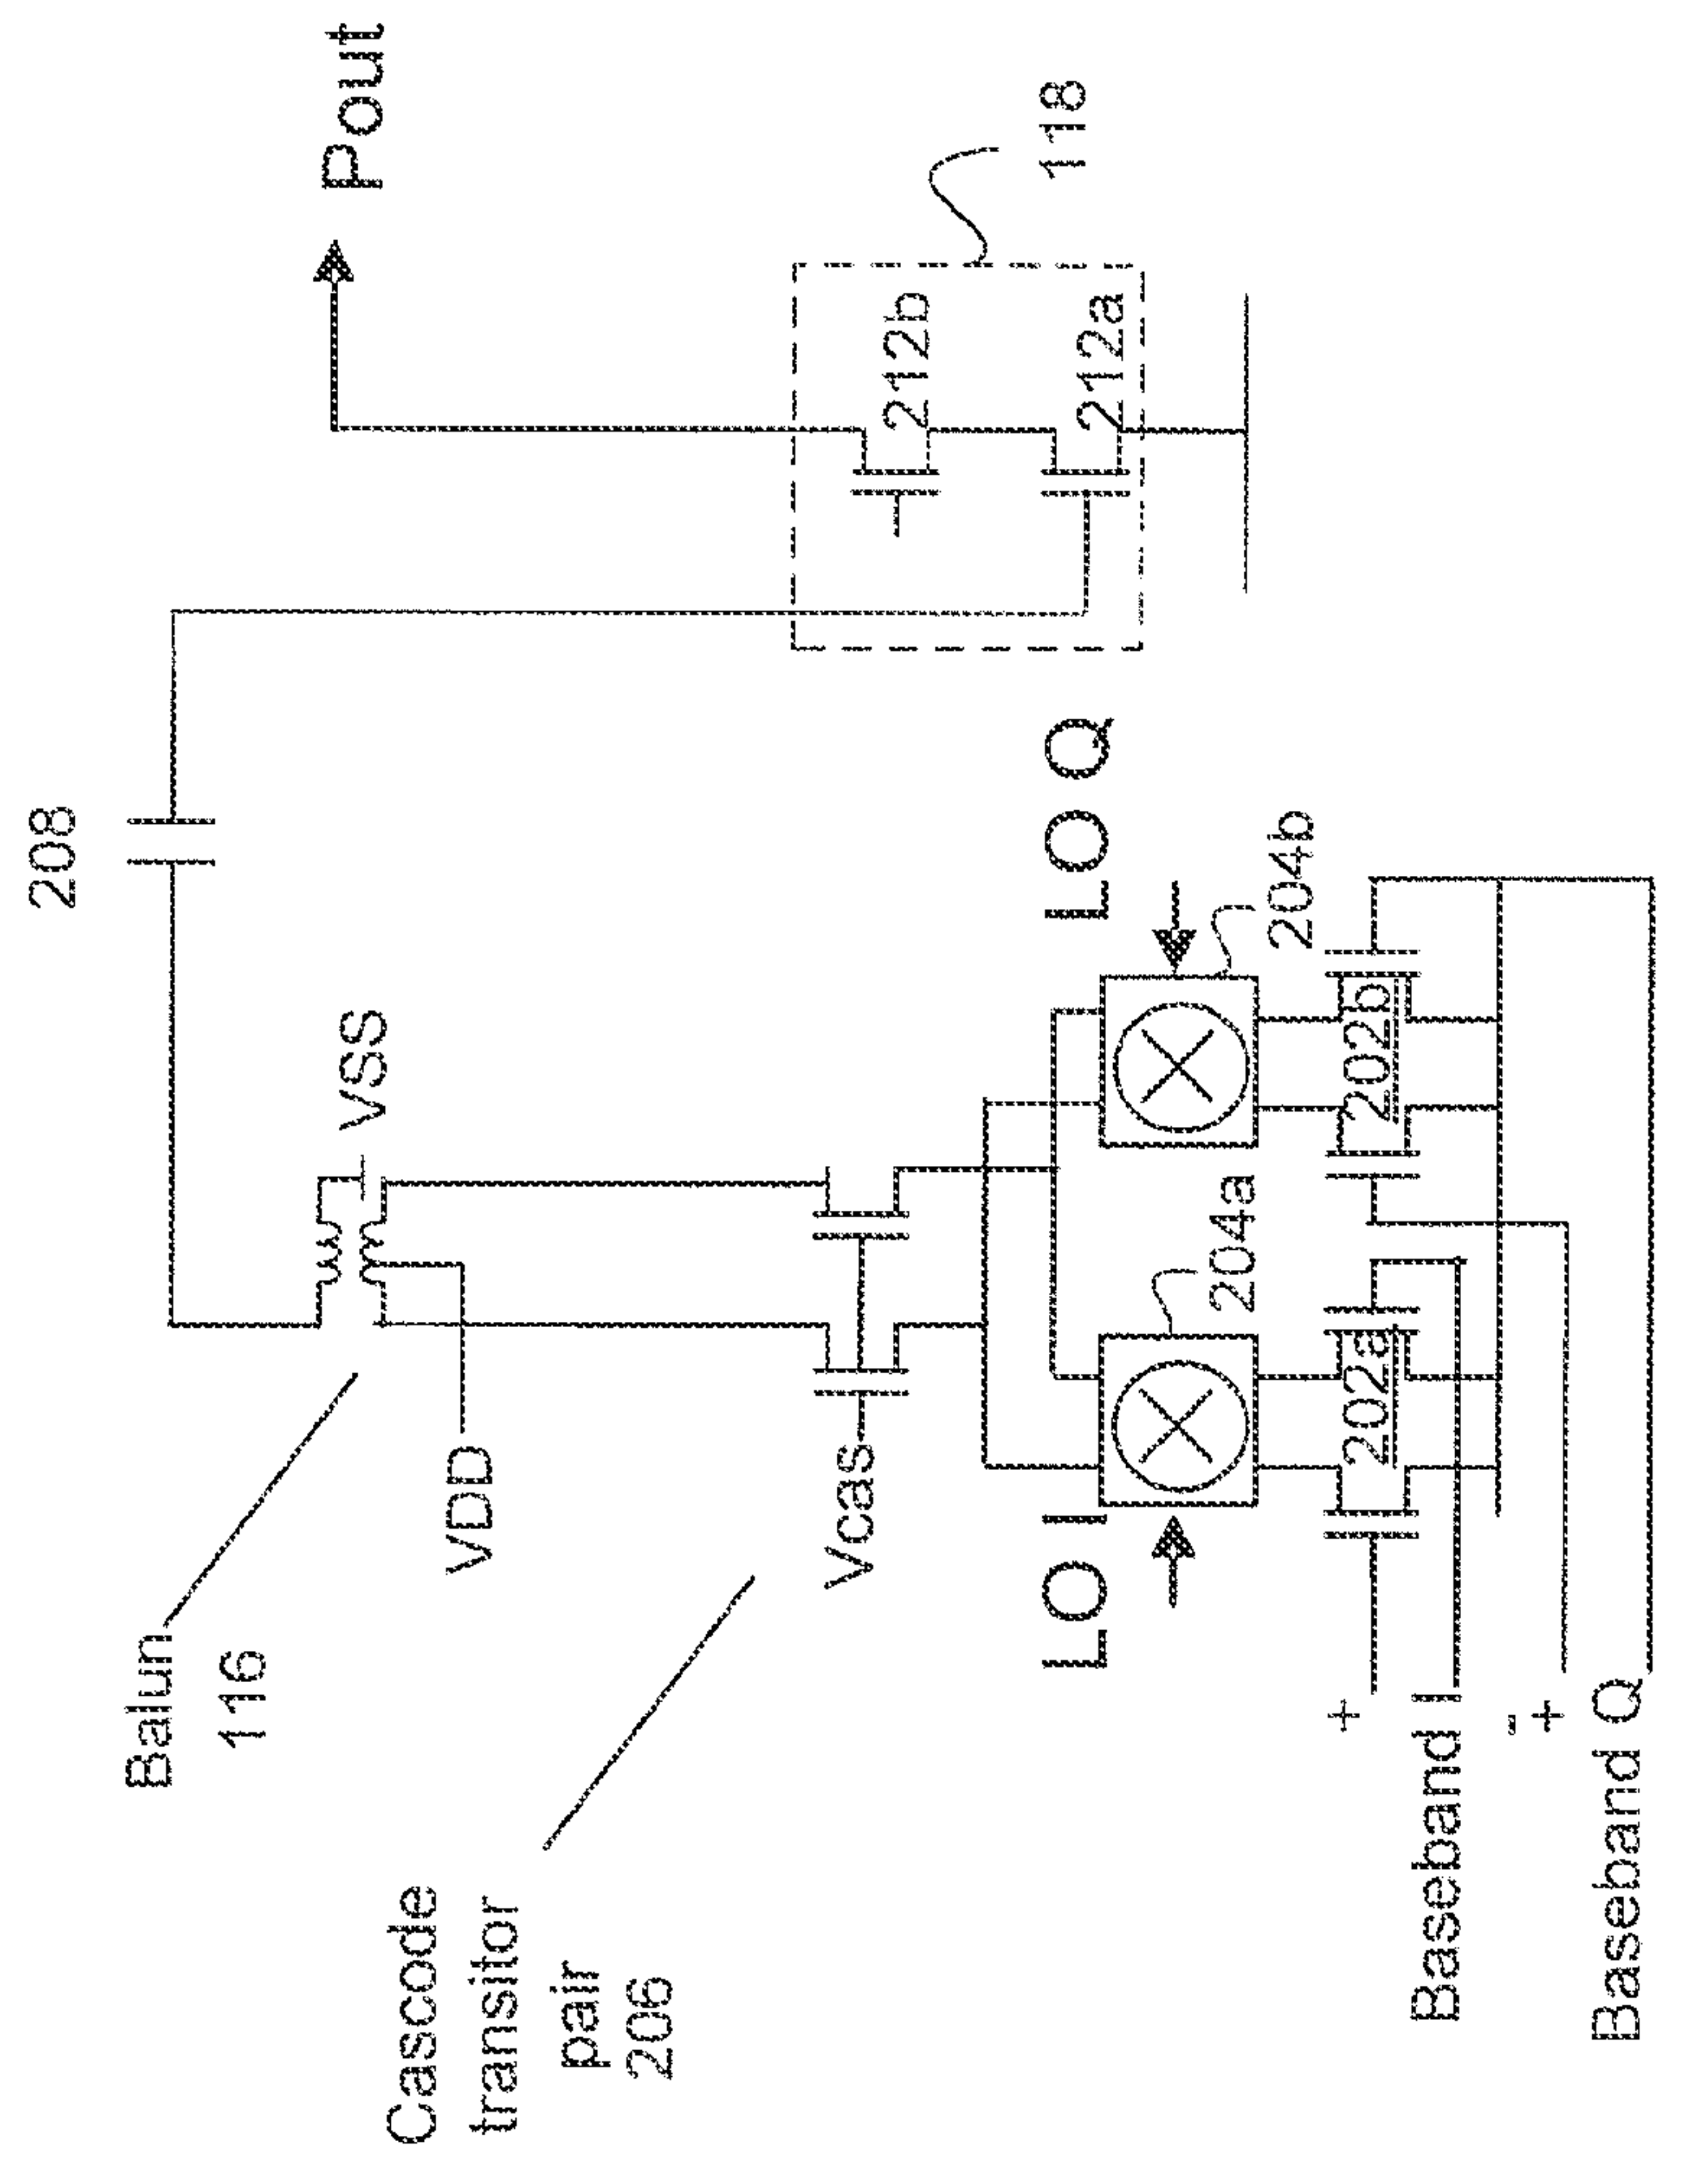 208
Pout
Balun
116
VSS
VDD
Cascode
transitor
pair
206
Vcas
212b
212a
118
LO I
LO Q
204a
204b
202a
202b
+
Baseband I
-
+
Baseband Q